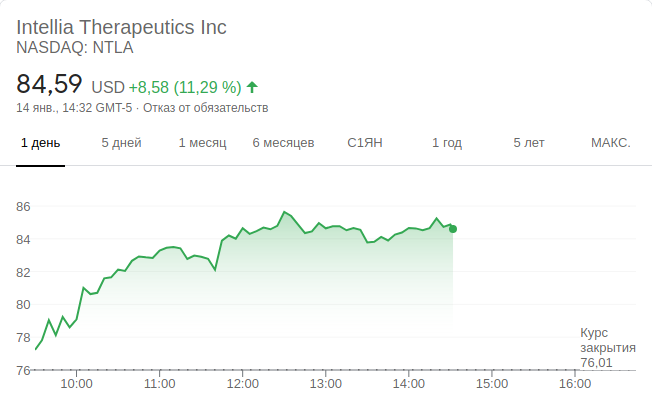 Intellia Therapeutics Inc
NASDAQ: NTLA
84,59 USD +8,58 (11,29 %)
14 янв., 14:32 GMT-5 · Отказ от обязательств
1 день 5 дней 1 месяц 6 месяцев С1ЯН 1 год 5 лет МАКС.
86
84
82
80
78
Курс
закрытия
76,01
76
10:00 11:00 12:00 13:00 14:00 15:00 16:00